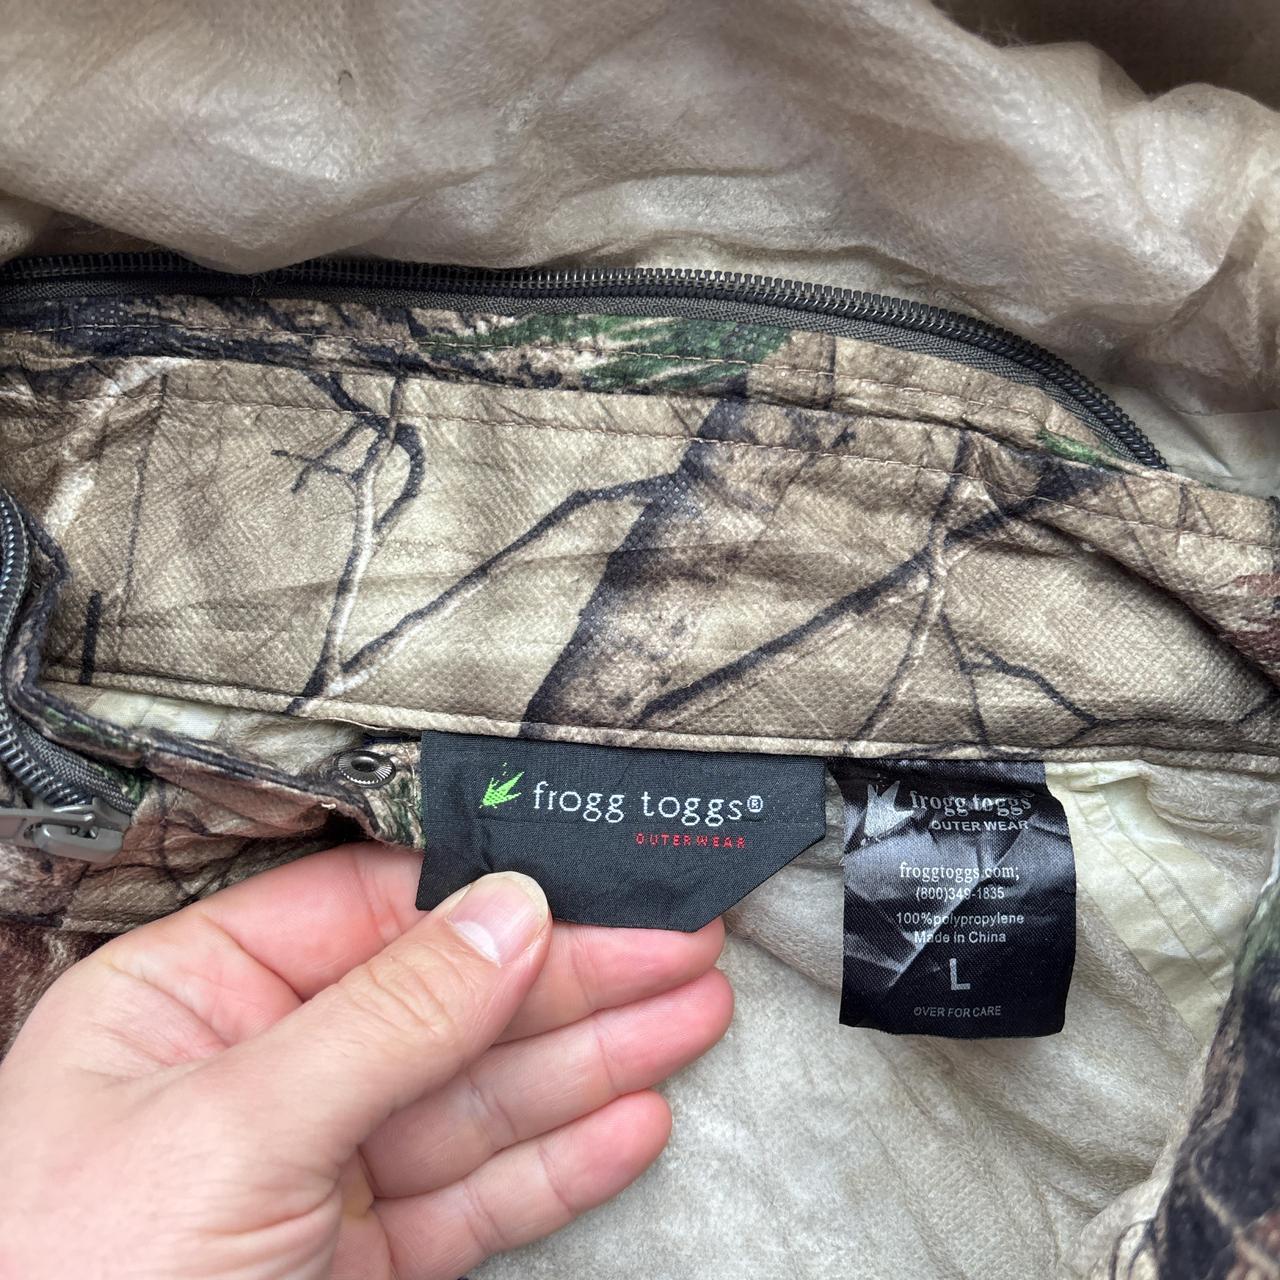 frogg toggs®
OUTERWEAR
frogg toggs
OUTER WEAR
froggtoggs.com;
(800)349-1835
100%polypropylene
Made in China
L
OVER FOR CARE